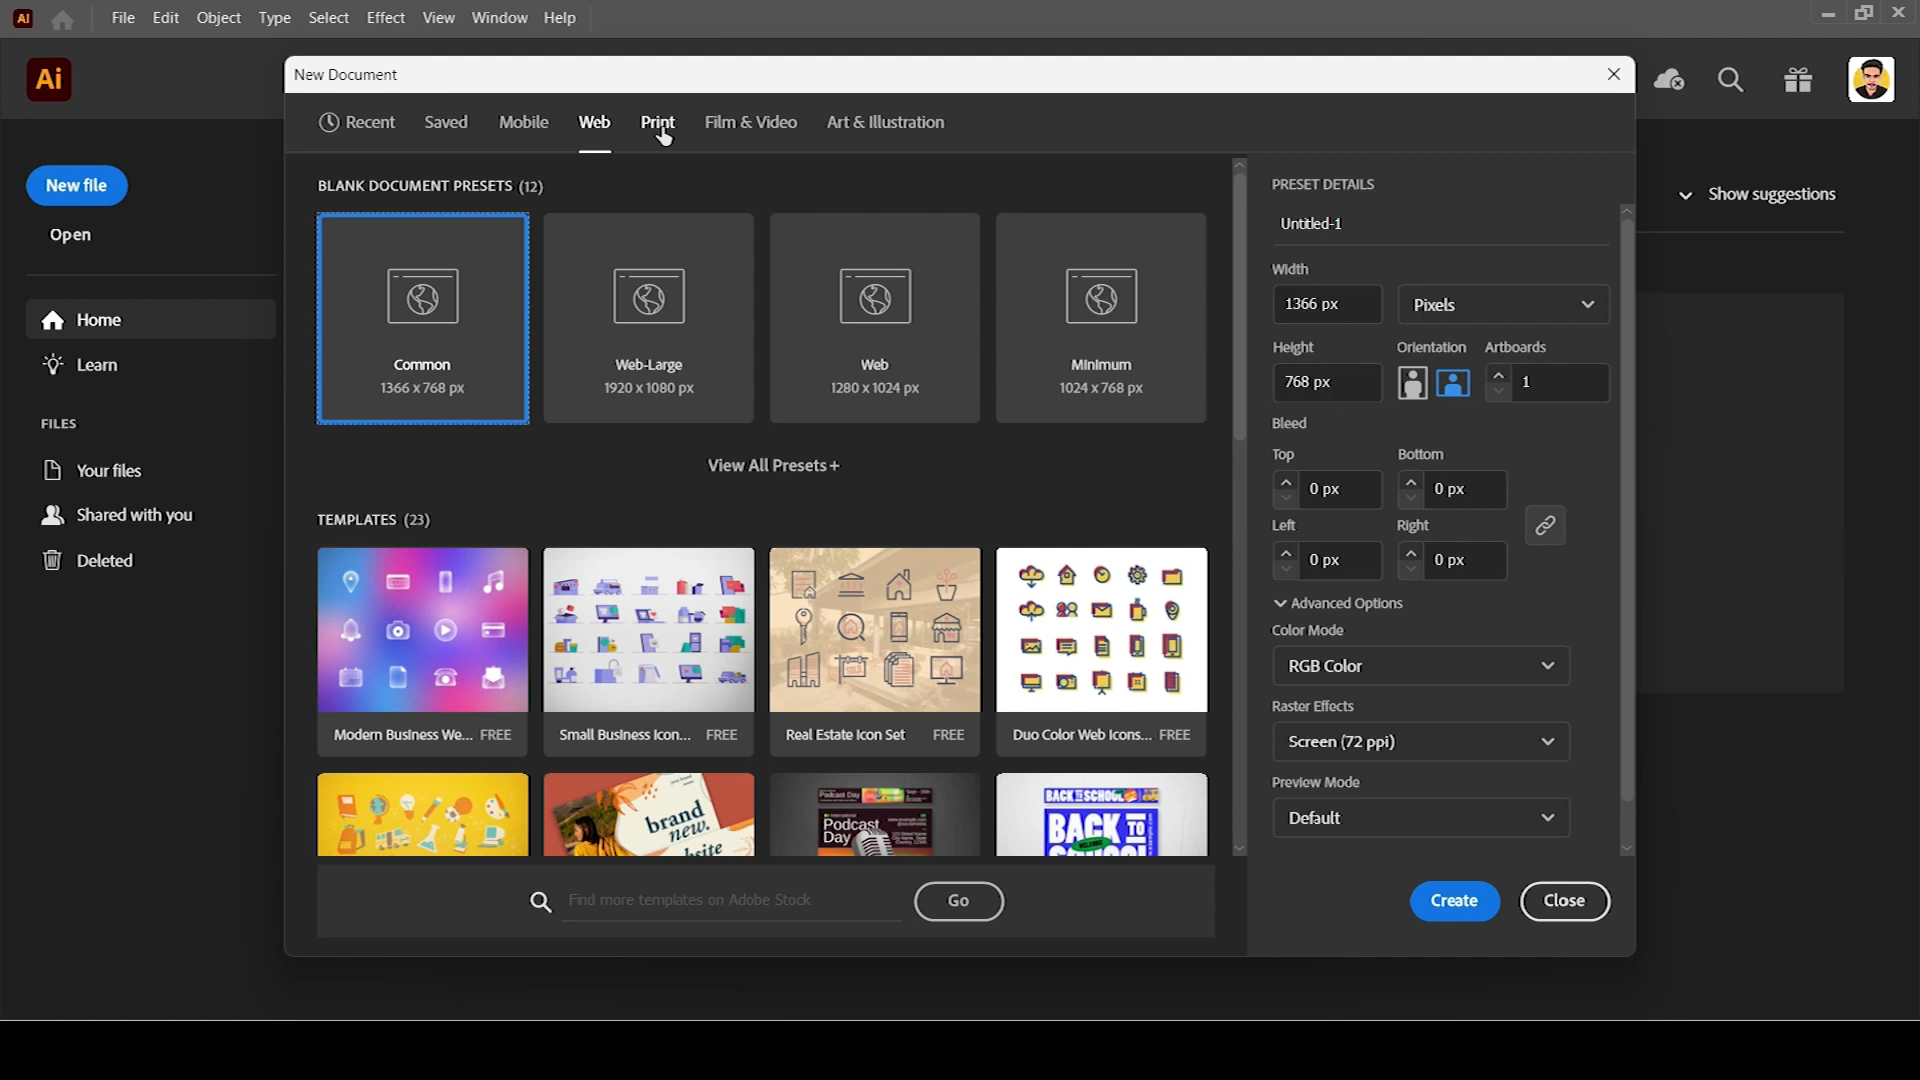 Ai File Edit Object Type Select Effect View Window Help
Ai
New Document
Recent Saved Mobile Web Print Film & Video Art & Illustration
New file
Open
Home
Learn
FILES
Your files
Shared with you
Deleted
Show suggestions
BLANK DOCUMENT PRESETS (12)
Common
1366 x 768 px
Web-Large
1920 x 1080 px
Web
1280 x 1024 px
Minimum
1024 x 768 px
View All Presets+
TEMPLATES (23)
Modern Business We... FREE
Small Business Icon... FREE
Real Estate Icon Set FREE
Duo Color Web Icons... FREE
brand
new.
Podcast Day
Podcast
Day
BACK TO SCHOOL
BACK TO
Find more templates on Adobe Stock
Go
PRESET DETAILS
Untitled-1
Width
1366 px Pixels
Height Orientation Artboards
768 px 1
Bleed
Top Bottom
0 px 0 px
Left Right
0 px 0 px
Advanced Options
Color Mode
RGB Color
Raster Effects
Screen (72 ppi)
Preview Mode
Default
Create Close